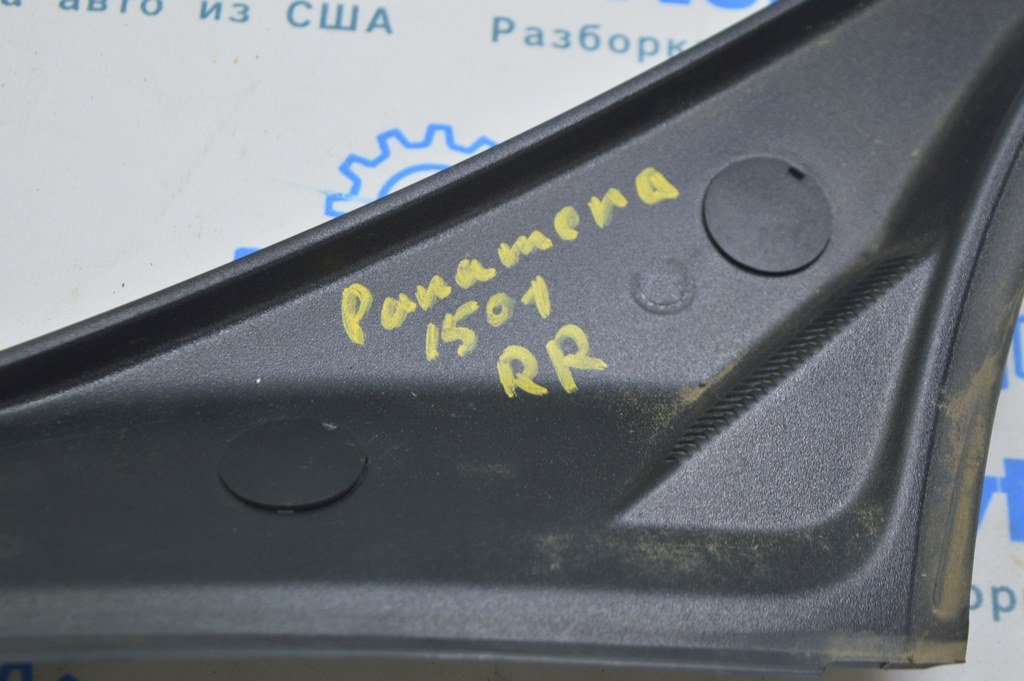 а авто из США Разборк
Panamera
1501
RR